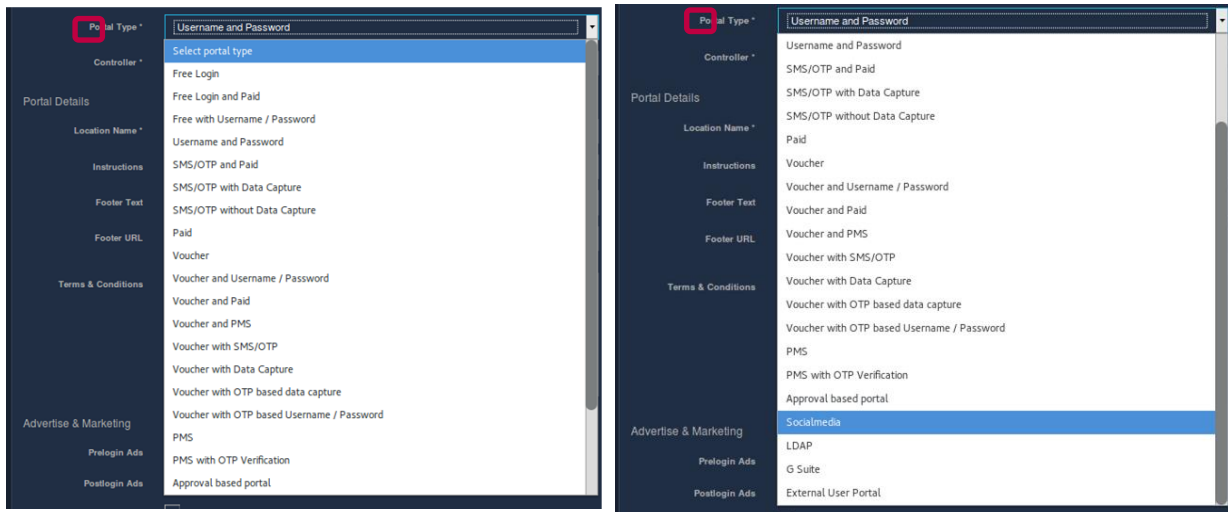 Portal Type *
Username and Password
Select portal type
Controller *
Free Login
Portal Details
Free Login and Paid
Free with Username / Password
Location Name *
Username and Password
Instructions
SMS/OTP and Paid
SMS/OTP with Data Capture
Footer Text
SMS/OTP without Data Capture
Footer URL
Paid
Voucher
Terms & Conditions
Voucher and Username / Password
Voucher and Paid
Voucher and PMS
Voucher with SMS/OTP
Voucher with Data Capture
Voucher with OTP based data capture
Advertise & Marketing
Voucher with OTP based Username / Password
PMS
Prelogin Ads
PMS with OTP Verification
Postlogin Ads
Approval based portal
Portal Type *
Username and Password
Username and Password
Controller *
SMS/OTP and Paid
Portal Details
SMS/OTP with Data Capture
SMS/OTP without Data Capture
Location Name *
Paid
Instructions
Voucher
Voucher and Username / Password
Footer Text
Voucher and Paid
Footer URL
Voucher and PMS
Voucher with SMS/OTP
Terms & Conditions
Voucher with Data Capture
Voucher with OTP based data capture
Voucher with OTP based Username / Password
PMS
PMS with OTP Verification
Approval based portal
Socialmedia
Advertise & Marketing
LDAP
Prelogin Ads
G Suite
Postlogin Ads
External User Portal